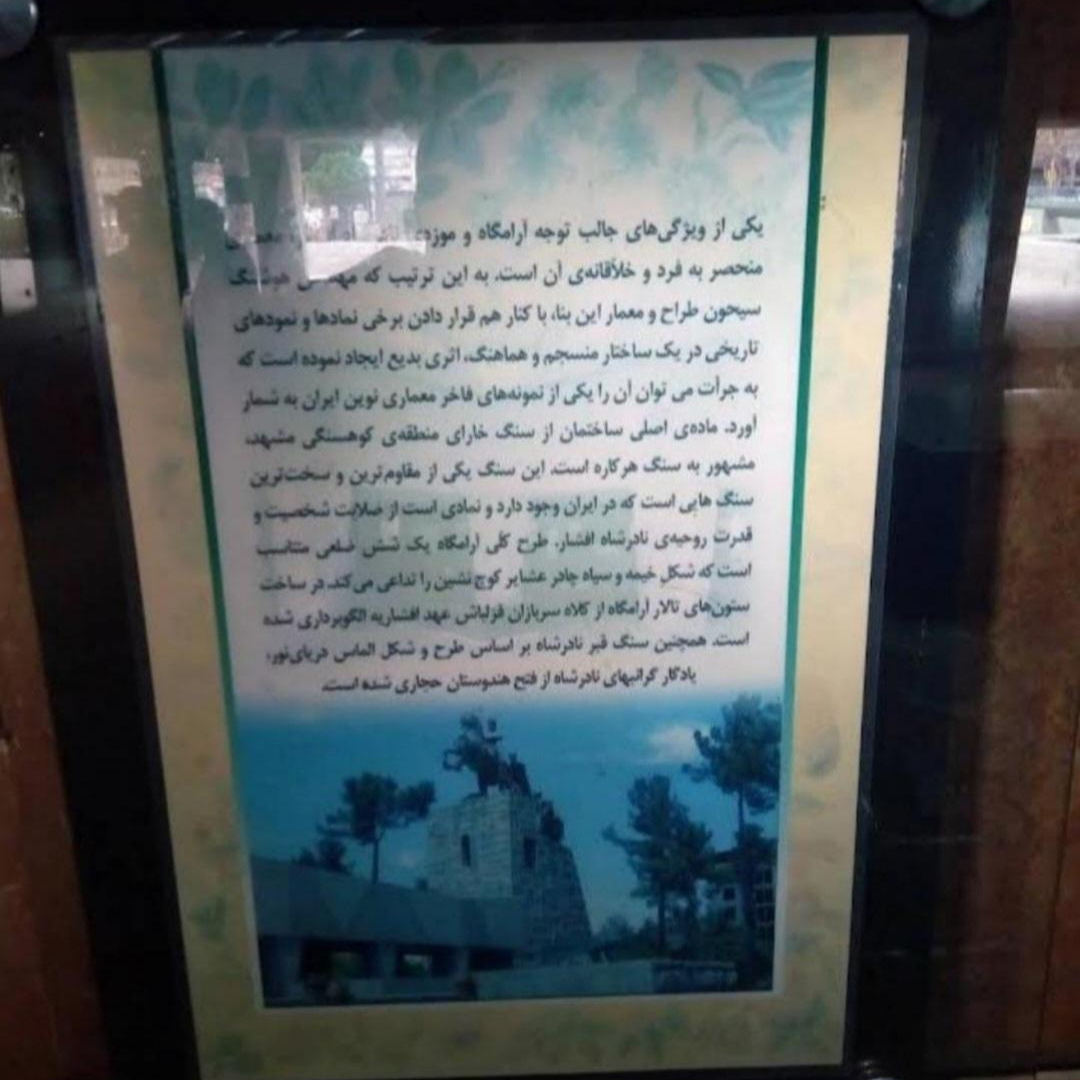 یکی از ویژگی‌های جالب توجه آرامگاه و موزه‌ی
منحصر به فرد و خلاّقانه‌ی آن است. به این ترتیب که مهندس هوشنگ
سیحون طراح و معمار این بنا، با کنار هم قرار دادن برخی نمادها و نمودهای
تاریخی در یک ساختار منسجم و هماهنگ، اثری بدیع ایجاد نموده است که
به جرأت می توان آن را یکی از نمونه‌های فاخر معماری نوین ایران به شمار
آورد. ماده‌ی اصلی ساختمان از سنگ خارای منطقه‌ی کوهسنگی مشهد،
مشهور به سنگ هرکاره است. این سنگ یکی از مقاوم‌ترین و سخت‌ترین
سنگ هایی است که در ایران وجود دارد و نمادی است از صلابت شخصیت و
قدرت روحیه‌ی نادرشاه افشار. طرح کلّی آرامگاه یک شش ضلعی متناسب
است که شکل خیمه و سیاه چادر عشایر کوچ نشین را تداعی می‌کند. در ساخت
ستون‌های تالار آرامگاه از کلاه سربازان قزلباش عهد افشاریه الگوبرداری شده
است. همچنین سنگ قبر نادرشاه بر اساس طرح و شکل الماس دریای‌نور،
یادگار گرانبهای نادرشاه از فتح هندوستان حجاری شده است.